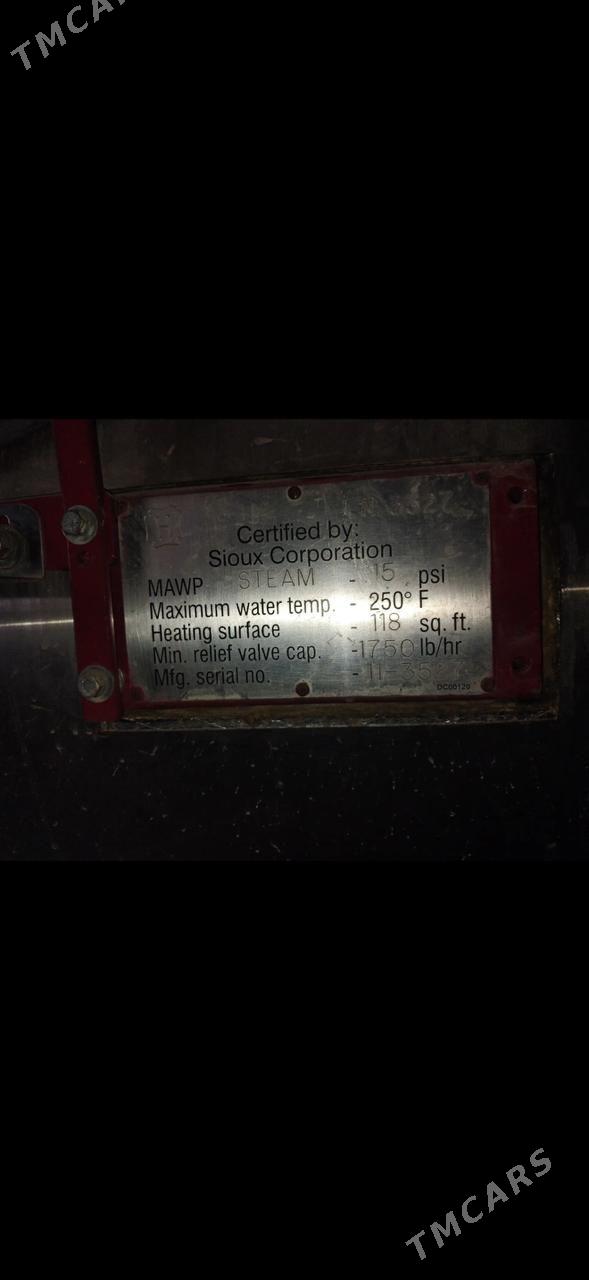 TMCARS
Certified by:
Sioux Corporation
MAWP STEAM - 15 psi
Maximum water temp. - 250° F
Heating surface - 118 sq. ft.
Min. relief valve cap. -1750 lb/hr
Mfg. serial no. -
DC00120
TMCARS